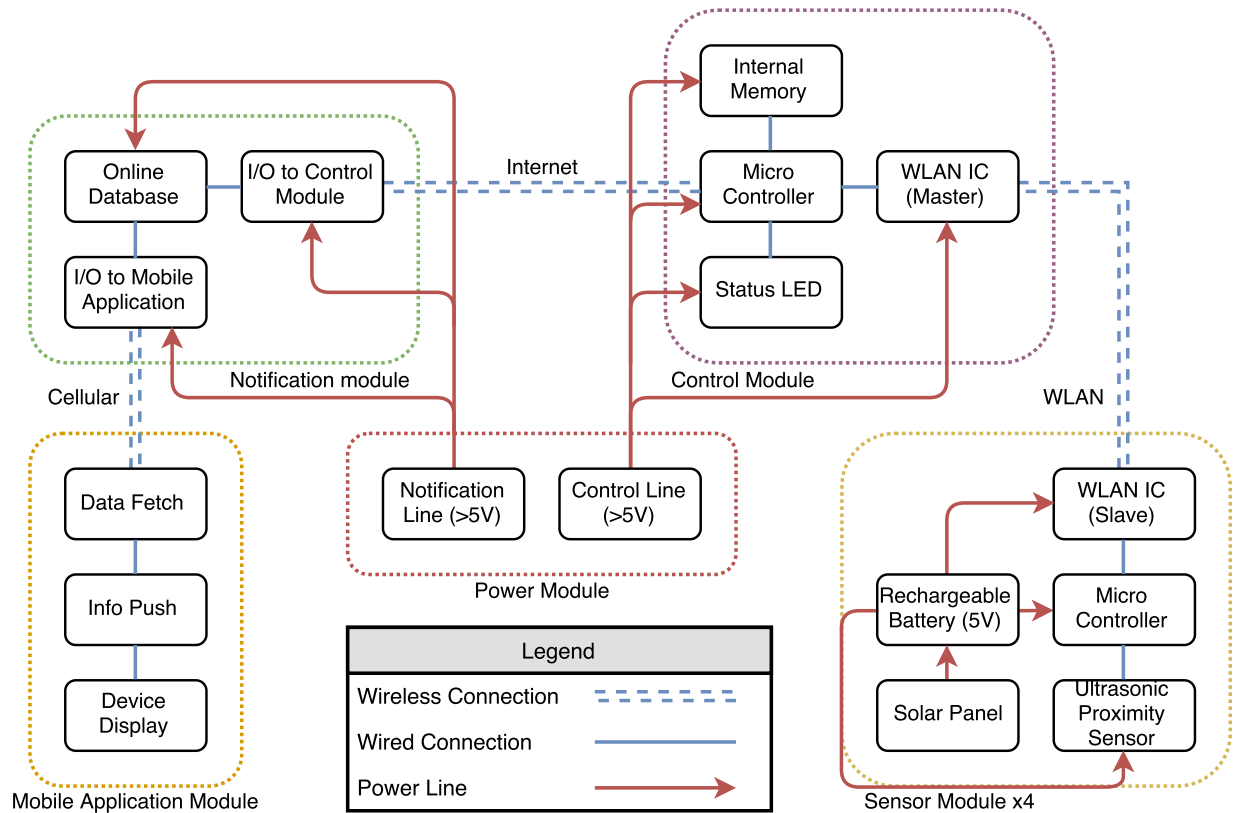 Internal
Memory
Online
Database
I/O to Control
Module
Internet
Micro
Controller
WLAN IC
(Master)
I/O to Mobile
Application
Status LED
Notification module
Control Module
Cellular
WLAN
Data Fetch
Notification
Line (>5V)
Control Line
(>5V)
WLAN IC
(Slave)
Power Module
Info Push
Rechargeable
Battery (5V)
Micro
Controller
Legend
Wireless Connection
Wired Connection
Power Line
Device
Display
Solar Panel
Ultrasonic
Proximity
Sensor
Mobile Application Module
Sensor Module x4